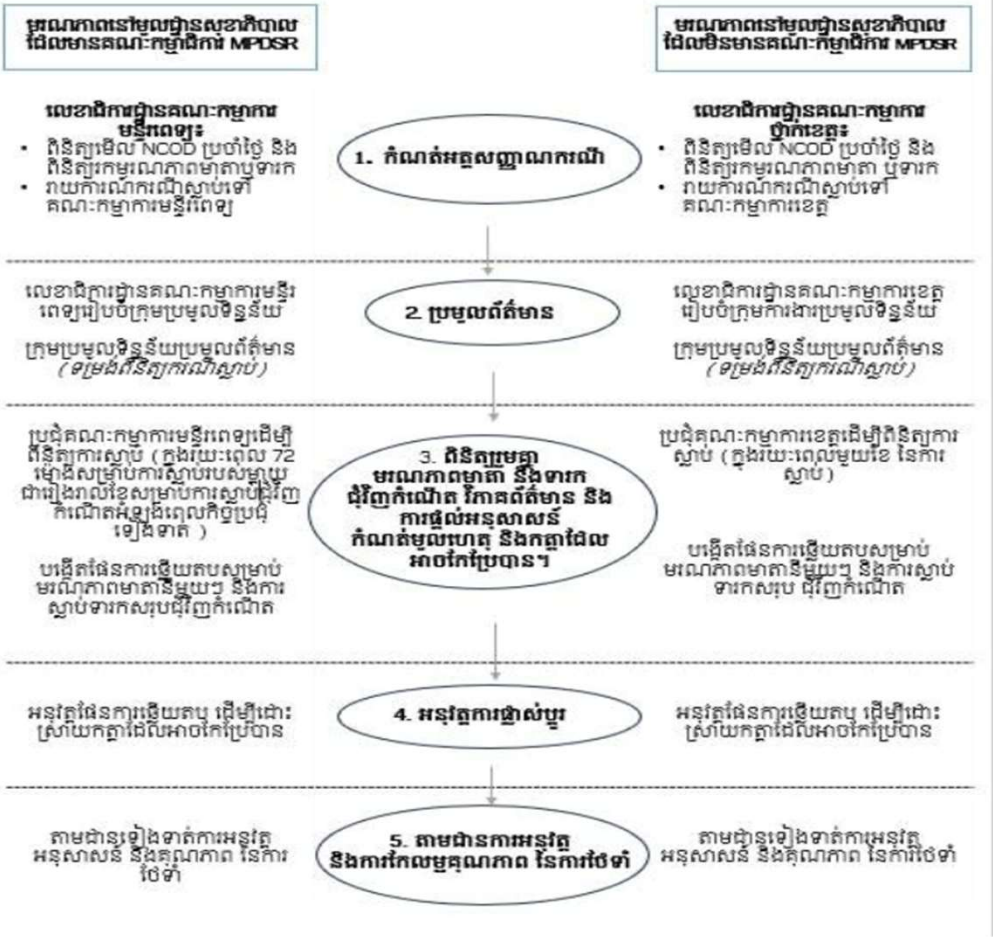 មរណភាពនៅមូលដ្ឋានសុខាភិបាល
ដែលមានគណៈកម្មាធិការ MPDSR
មរណភាពនៅមូលដ្ឋានសុខាភិបាល
ដែលមិនមានគណៈកម្មាធិការ MPDSR
លេខាធិការដ្ឋានគណៈកម្មាការ
មន្ទីរពេទ្យ៖
• ពិនិត្យមើល NCOD ប្រចាំថ្ងៃ និង
ពិនិត្យរកមរណភាពមាតាឬទារក
• រាយការណ៍ករណីស្លាប់ទៅ
គណៈកម្មាការមន្ទីរពេទ្យ
1. កំណត់អត្តសញ្ញាណករណី
លេខាធិការដ្ឋានគណៈកម្មាការ
ថ្នាក់ខេត្ត៖
• ពិនិត្យមើល NCOD ប្រចាំថ្ងៃ និង
ពិនិត្យរកមរណភាពមាតា ឬទារក
• រាយការណ៍ករណីស្លាប់ទៅ
គណៈកម្មាការខេត្ត
លេខាធិការដ្ឋានគណៈកម្មាការមន្ទីរ
ពេទ្យរៀបចំក្រុមប្រមូលទិន្នន័យ
ក្រុមប្រមូលទិន្នន័យប្រមូលព័ត៌មាន
(ទម្រង់ពិនិត្យករណីស្លាប់)
2. ប្រមូលព័ត៌មាន
លេខាធិការដ្ឋានគណៈកម្មាការខេត្ត
រៀបចំក្រុមការងារប្រមូលទិន្នន័យ
ក្រុមប្រមូលទិន្នន័យប្រមូលព័ត៌មាន
(ទម្រង់ពិនិត្យករណីស្លាប់)
ប្រជុំគណៈកម្មាការមន្ទីរពេទ្យដើម្បី
ពិនិត្យការស្លាប់ (ក្នុងរយៈពេល 72
ម៉ោងសម្រាប់ការស្លាប់របស់ម្តាយ
ជារៀងរាល់ខែសម្រាប់ការស្លាប់ជុំវិញ
កំណើតអំឡុងពេលកិច្ចប្រជុំ
ទៀងទាត់ )
បង្កើតផែនការឆ្លើយតបសម្រាប់
មរណភាពមាតានីមួយៗ និងការ
ស្លាប់ទារកសរុបជុំវិញកំណើត
3. ពិនិត្យរួមគ្នា
មរណភាពម្តាតា និងទារក
ជុំវិញកំណើត វិភាគព័ត៌មាន និង
ការផ្តល់អនុសាសន៍
កំណត់មូលហេតុ និងកត្តាដែល
អាចកែប្រែបាន។
ប្រជុំគណៈកម្មាការខេត្តដើម្បីពិនិត្យការ
ស្លាប់ (ក្នុងរយៈពេលមួយខែ នៃការ
ស្លាប់)
បង្កើតផែនការឆ្លើយតបសម្រាប់
មរណភាពមាតានីមួយៗ និងការស្លាប់
ទារកសរុប ជុំវិញកំណើត
អនុវត្តផែនការឆ្លើយតប ដើម្បីដោះ
ស្រាយកត្តាដែលអាចកែប្រែបាន
4. អនុវត្តការផ្លាស់ប្តូរ
អនុវត្តផែនការឆ្លើយតប ដើម្បីដោះ
ស្រាយកត្តាដែលអាចកែប្រែបាន
តាមដានទៀងទាត់ការអនុវត្ត
អនុសាសន៍ និងគុណភាព នៃការ
ថែទាំ
5. តាមដានការអនុវត្ត
និងការកែលម្អគុណភាព នៃការថែទាំ
តាមដានទៀងទាត់ការអនុវត្ត
អនុសាសន៍ និងគុណភាព នៃការថែទាំ